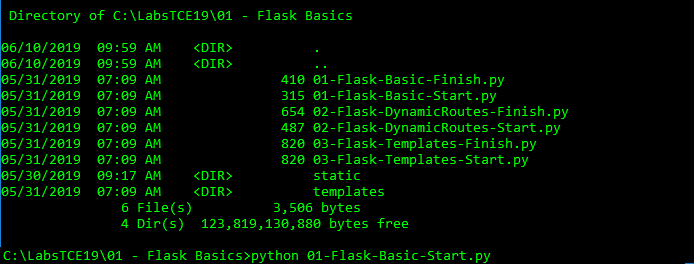 Directory of C:\LabsTCE19\01 - Flask Basics
06/10/2019  09:59 AM    <DIR>          .
06/10/2019  09:59 AM    <DIR>          ..
05/31/2019  07:09 AM               410 01-Flask-Basic-Finish.py
05/31/2019  07:09 AM               315 01-Flask-Basic-Start.py
05/31/2019  07:09 AM               654 02-Flask-DynamicRoutes-Finish.py
05/31/2019  07:09 AM               487 02-Flask-DynamicRoutes-Start.py
05/31/2019  07:09 AM               820 03-Flask-Templates-Finish.py
05/31/2019  07:09 AM               820 03-Flask-Templates-Start.py
05/30/2019  09:17 AM    <DIR>          static
05/31/2019  07:09 AM    <DIR>          templates
6 File(s)          3,506 bytes
4 Dir(s)  123,819,130,880 bytes free
C:\LabsTCE19\01 - Flask Basics>python 01-Flask-Basic-Start.py